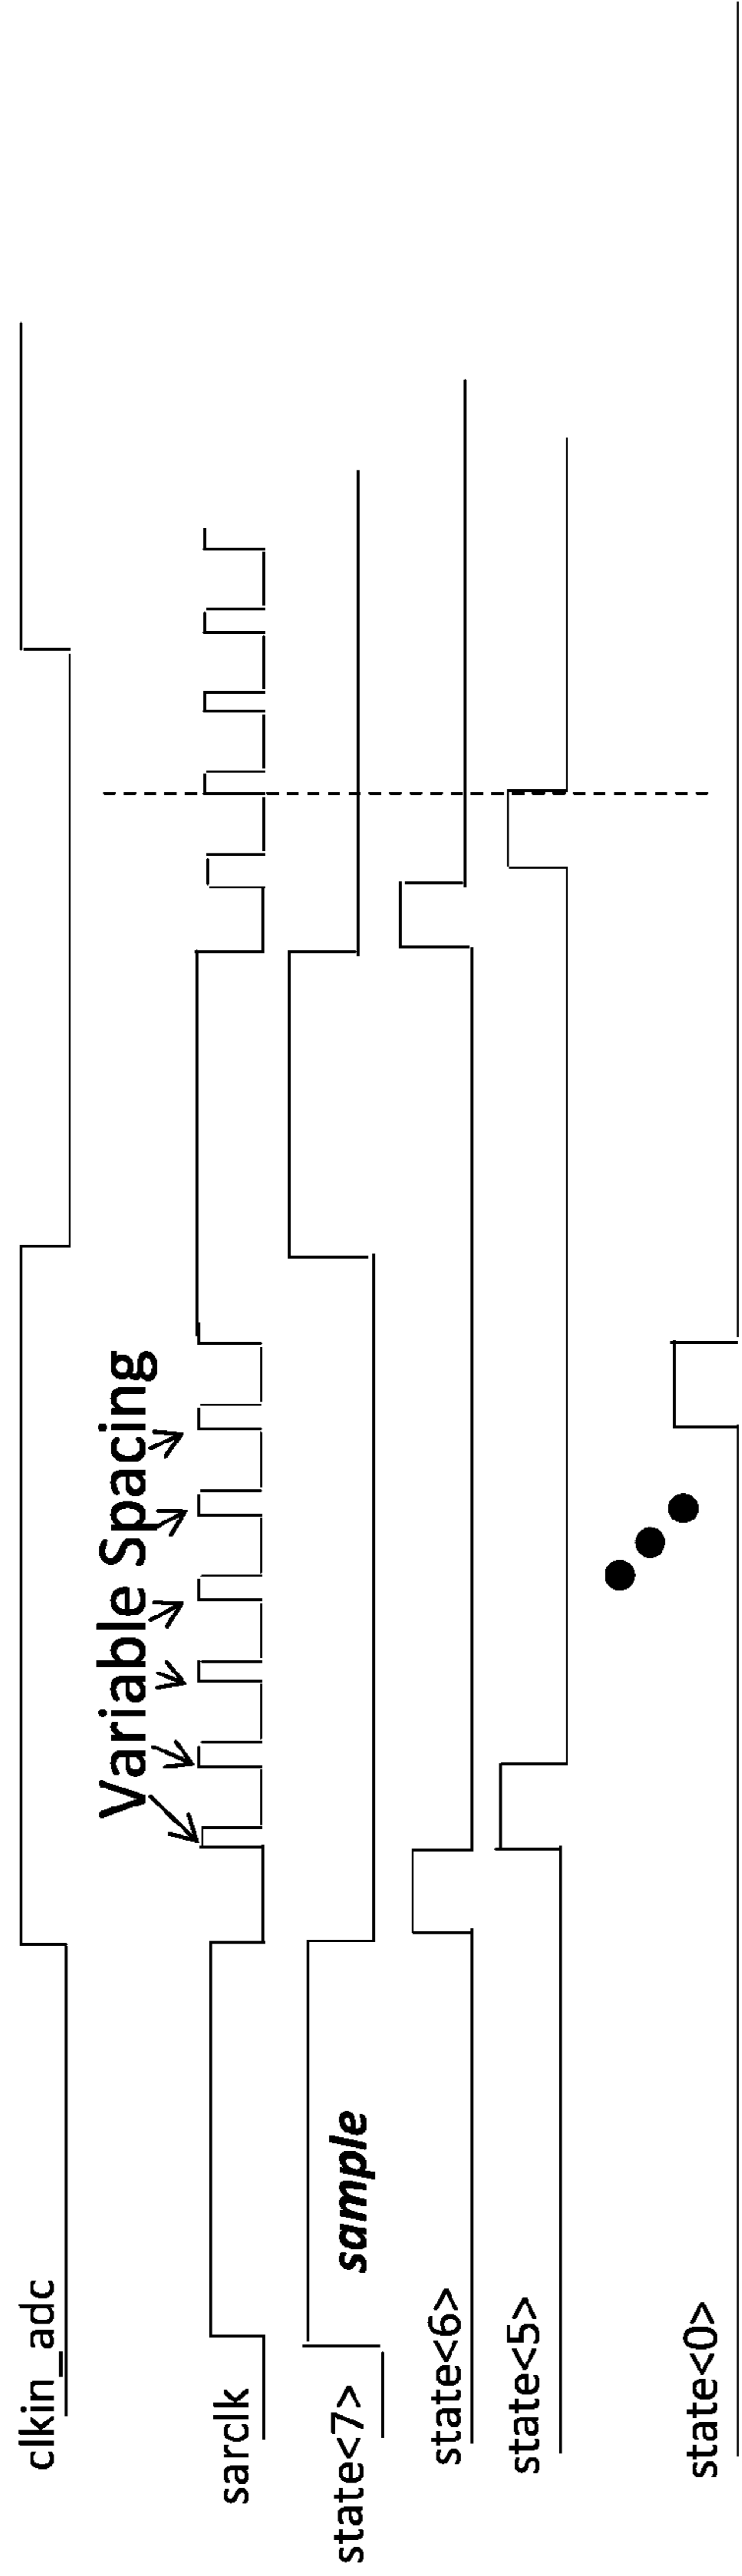 clkin_adc
Variable Spacing
sarclk
sample
state<7>
state<6>
state<5>
state<0>